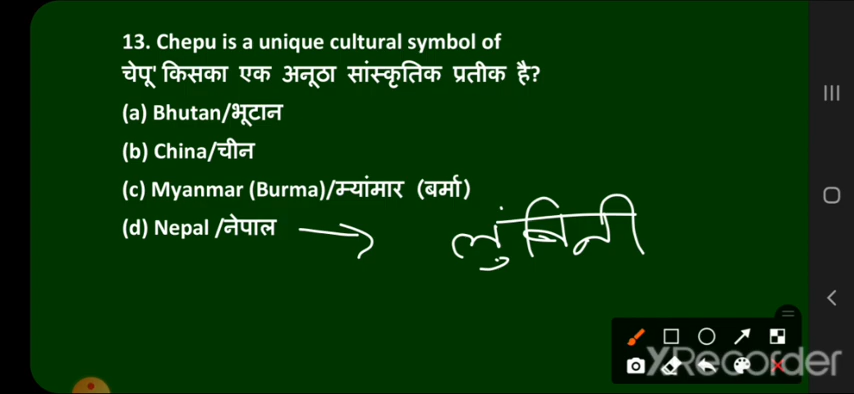 13. Chepu is a unique cultural symbol of
चेपू' किसका एक अनूठा सांस्कृतिक प्रतीक है?
(a) Bhutan/भूटान
(b) China/चीन
(c) Myanmar (Burma)/म्यांमार (बर्मा)
(d) Nepal /नेपाल
लुंबिनी
XRecorder